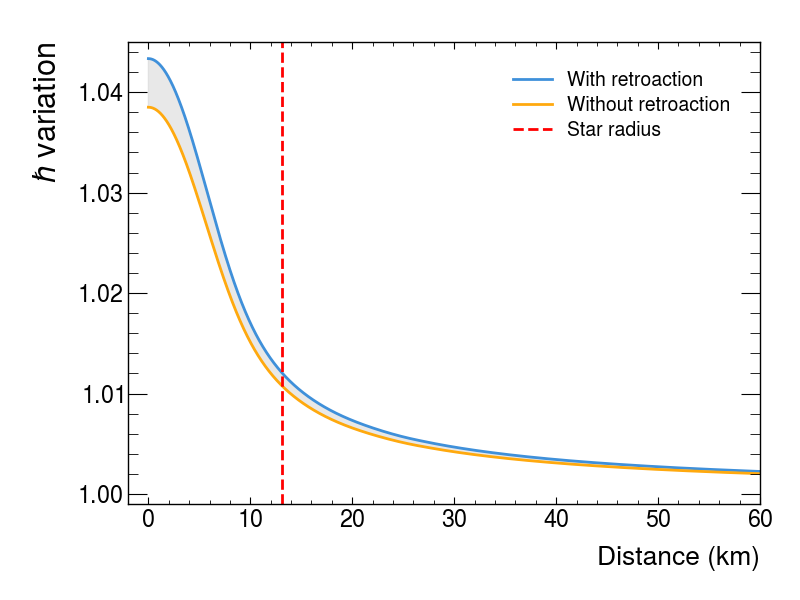 ħ variation
1.04
1.03
1.02
1.01
1.00
With retroaction
Without retroaction
Star radius
0 10 20 30 40 50 60
Distance (km)